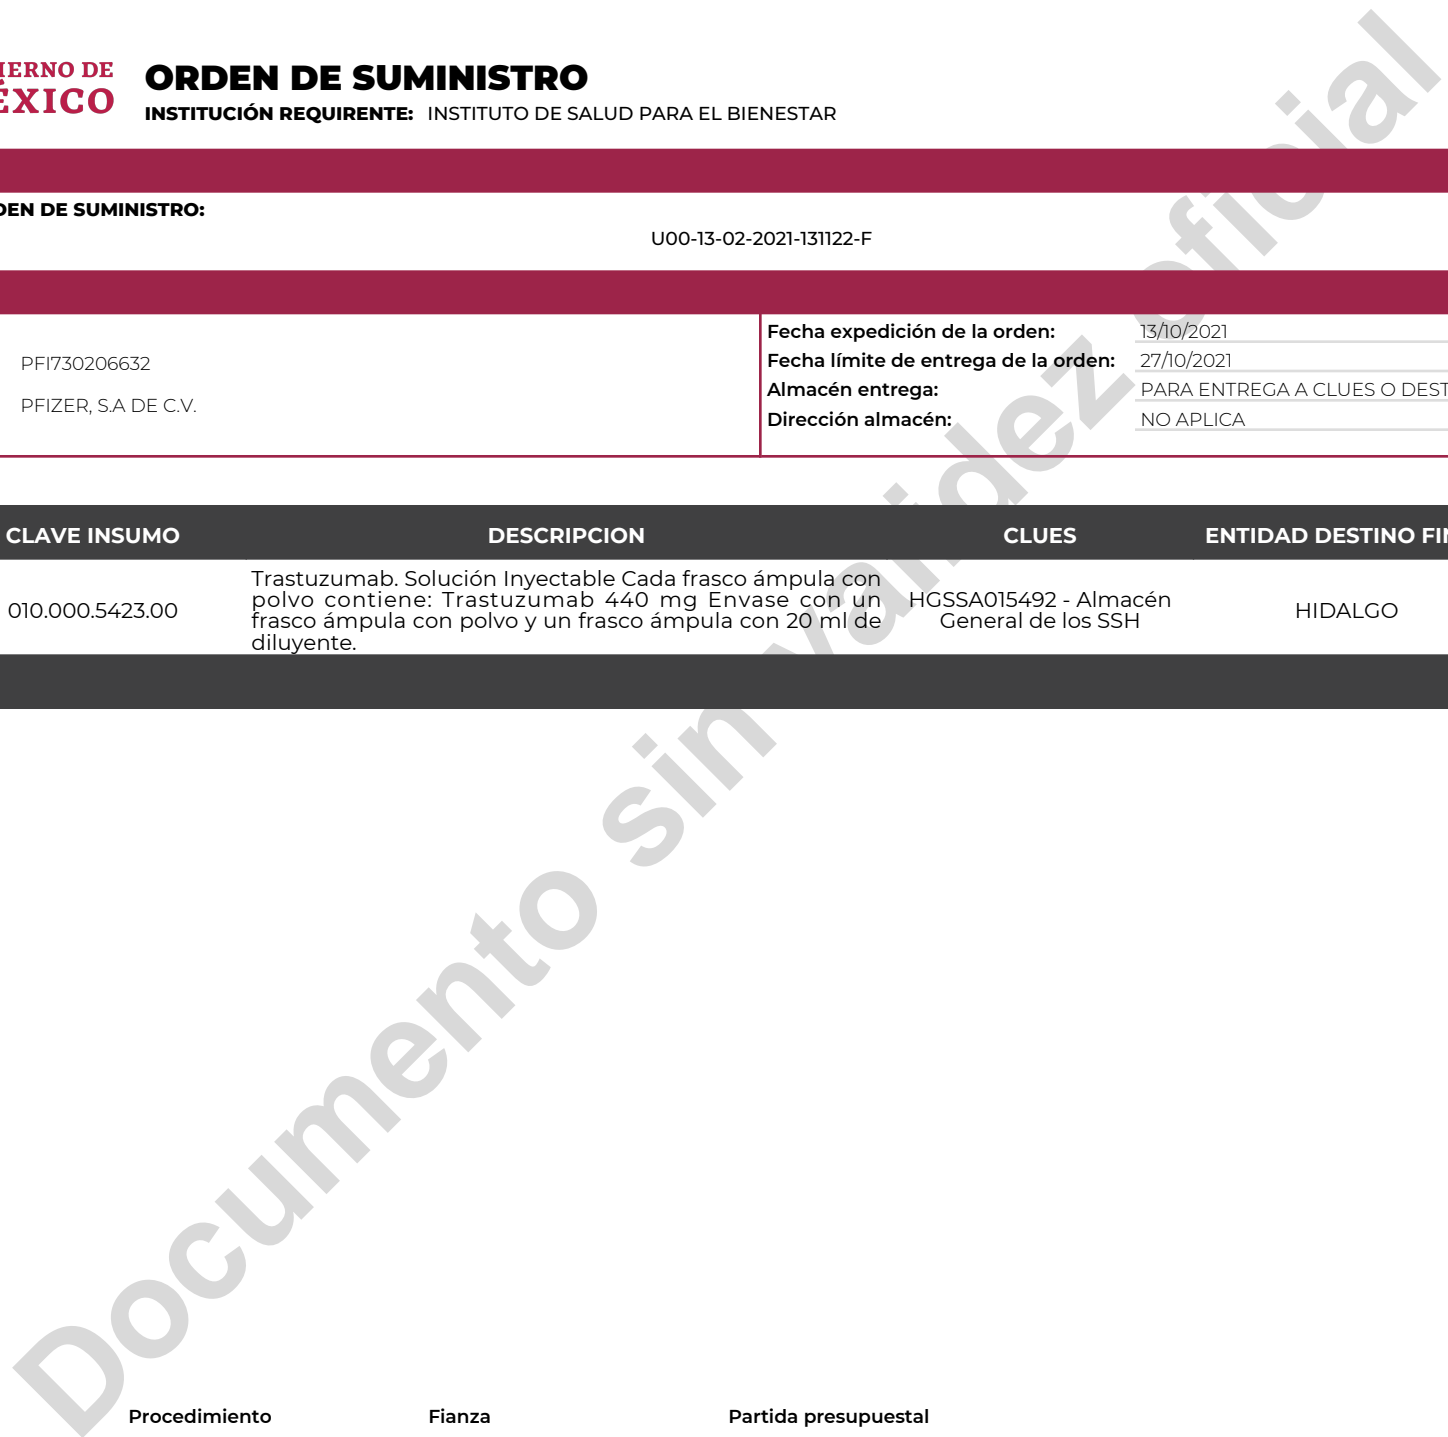 IERNO DE
ÉXICO
ORDEN DE SUMINISTRO
INSTITUCIÓN REQUIRENTE: INSTITUTO DE SALUD PARA EL BIENESTAR
DEN DE SUMINISTRO:
U00-13-02-2021-131122-F
PFI730206632
PFIZER, S.A DE C.V.
Fecha expedición de la orden: 13/10/2021
Fecha límite de entrega de la orden: 27/10/2021
Almacén entrega: PARA ENTREGA A CLUES O DEST
Dirección almacén: NO APLICA
CLAVE INSUMO DESCRIPCION CLUES ENTIDAD DESTINO FIN
010.000.5423.00
Trastuzumab. Solución Inyectable Cada frasco ámpula con
polvo contiene: Trastuzumab 440 mg Envase con un
frasco ámpula con polvo y un frasco ámpula con 20 ml de
diluyente.
HGSSA015492 - Almacén
General de los SSH
HIDALGO
Documento sin validez oficial
Procedimiento Fianza Partida presupuestal